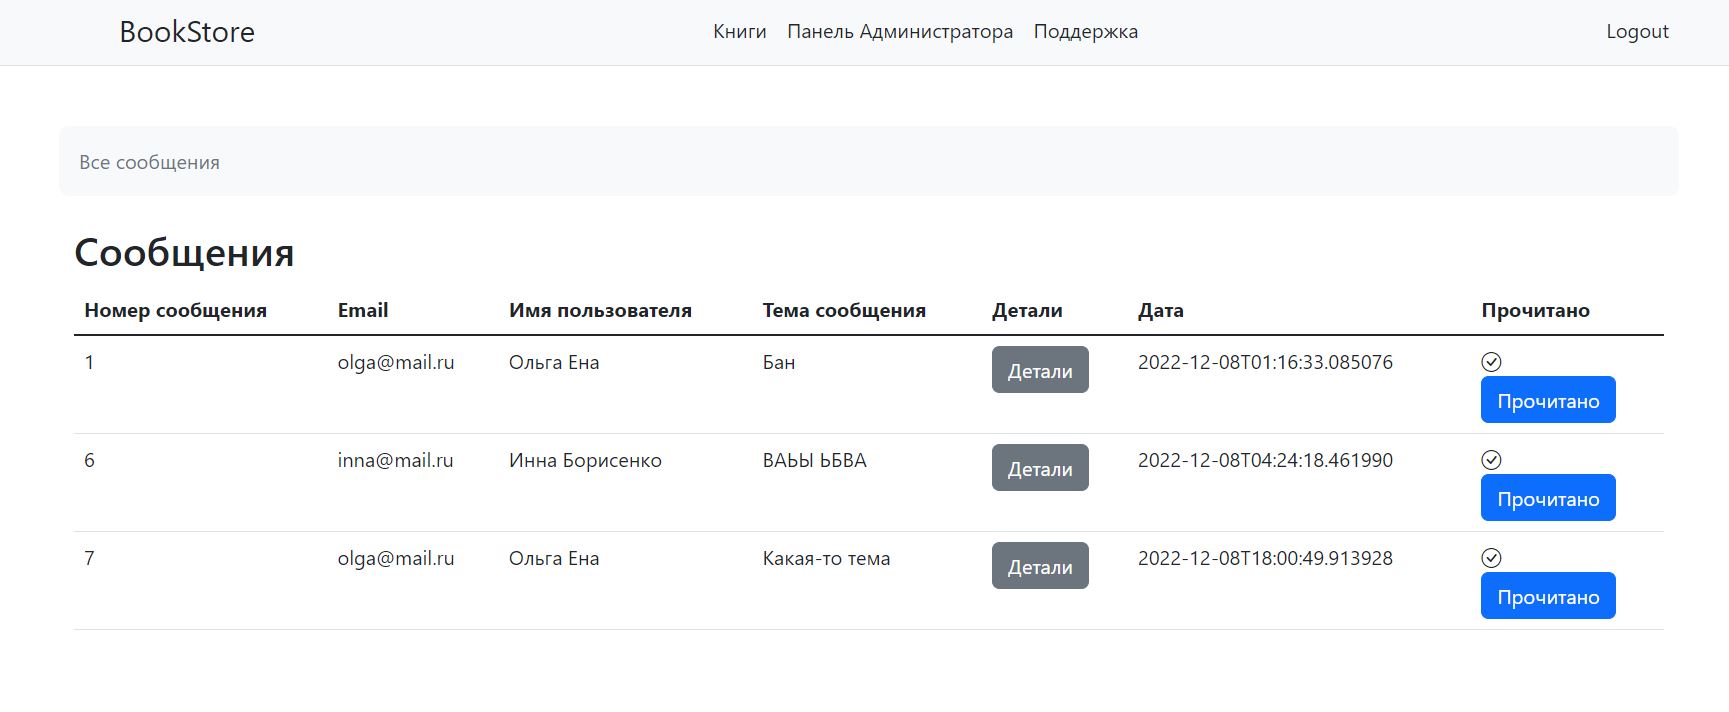 BookStore Книги Панель Администратора Поддержка Logout
Все сообщения
Сообщения
Номер сообщения Email Имя пользователя Тема сообщения Детали Дата Прочитано
1 olga@mail.ru Ольга Ена Бан Детали 2022-12-08T01:16:33.085076
Прочитано
6 inna@mail.ru Инна Борисенко ВАЬЫ ЬБВА Детали 2022-12-08T04:24:18.461990
Прочитано
7 olga@mail.ru Ольга Ена Какая-то тема Детали 2022-12-08T18:00:49.913928
Прочитано